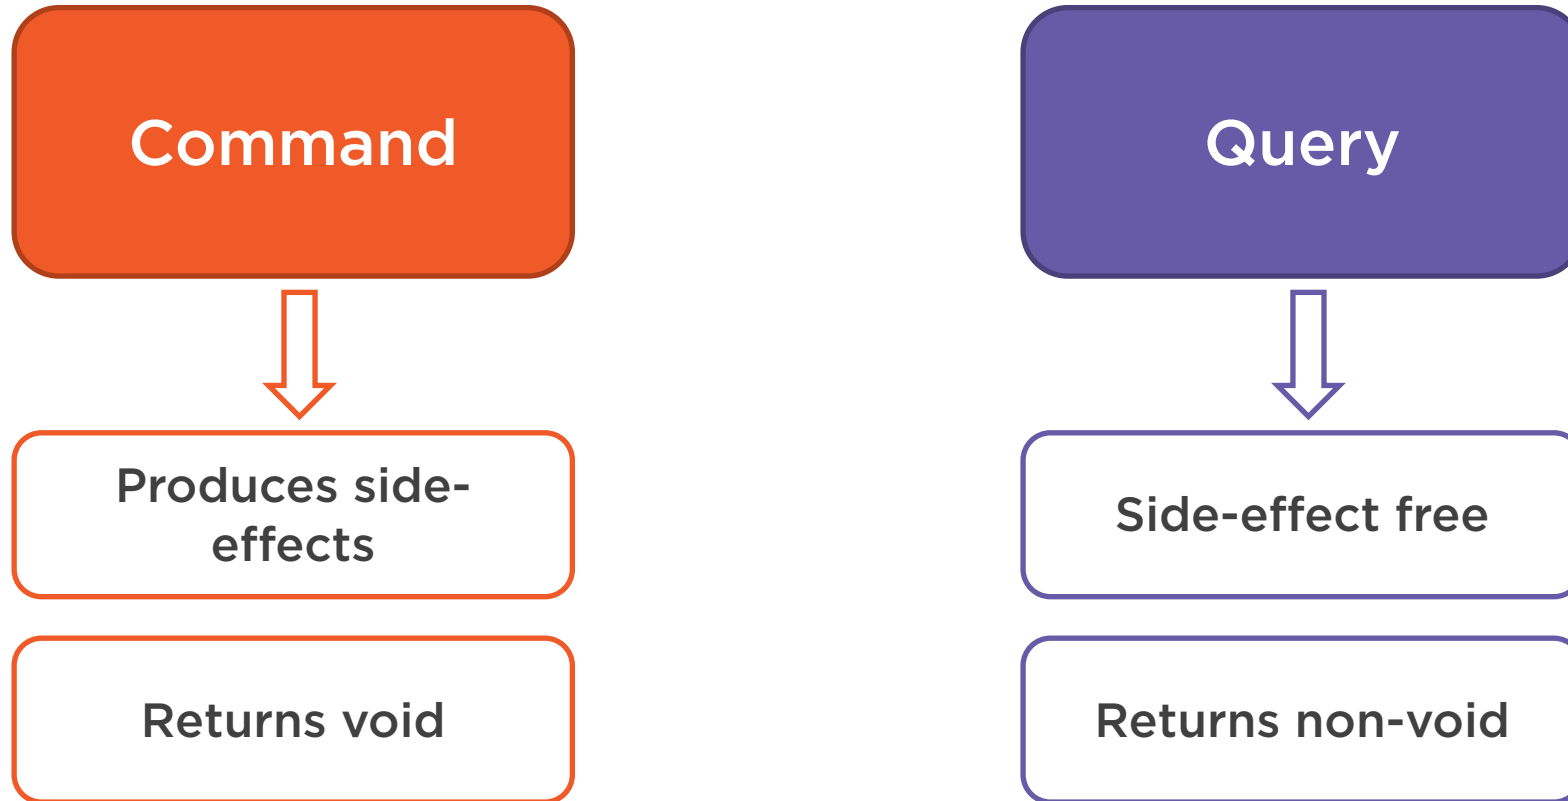 Command
Query
Produces side-
effects
Side-effect free
Returns void
Returns non-void